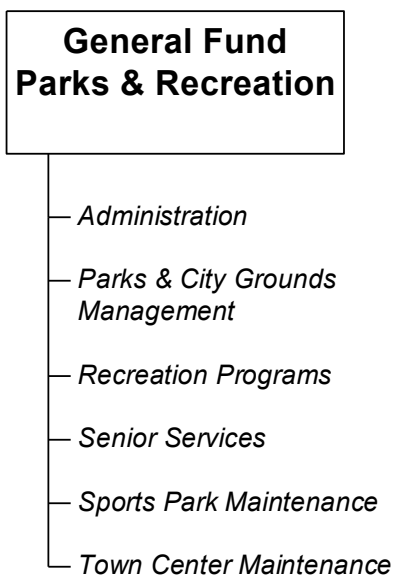 General Fund
Parks & Recreation
Administration
Parks & City Grounds
Management
Recreation Programs
Senior Services
Sports Park Maintenance
Town Center Maintenance